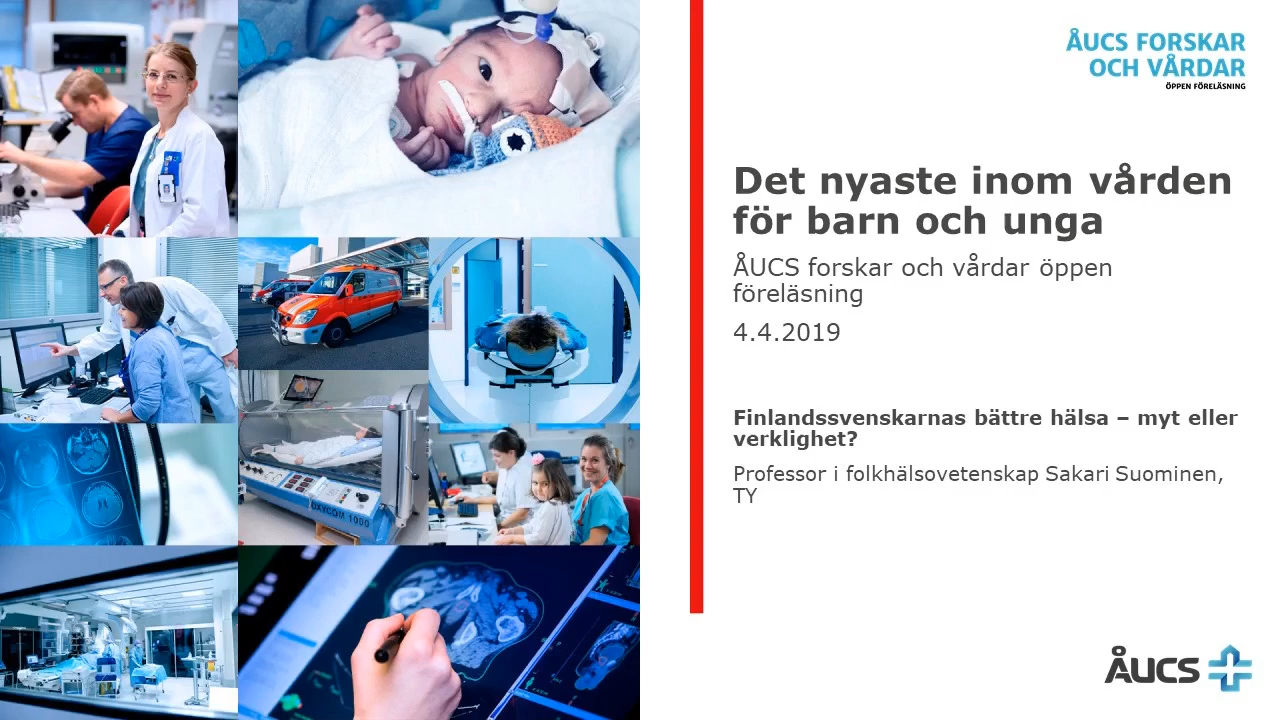 ÅUCS FORSKAR
OCH VÅRDAR
ÖPPEN FÖRELÄSNING
Det nyaste inom vården
för barn och unga
ÅUCS forskar och vårdar öppen
föreläsning
4.4.2019
Finlandssvenskarnas bättre hälsa – myt eller
verklighet?
Professor i folkhälsovetenskap Sakari Suominen,
TY
OXYCOM 1000
ÅUCS